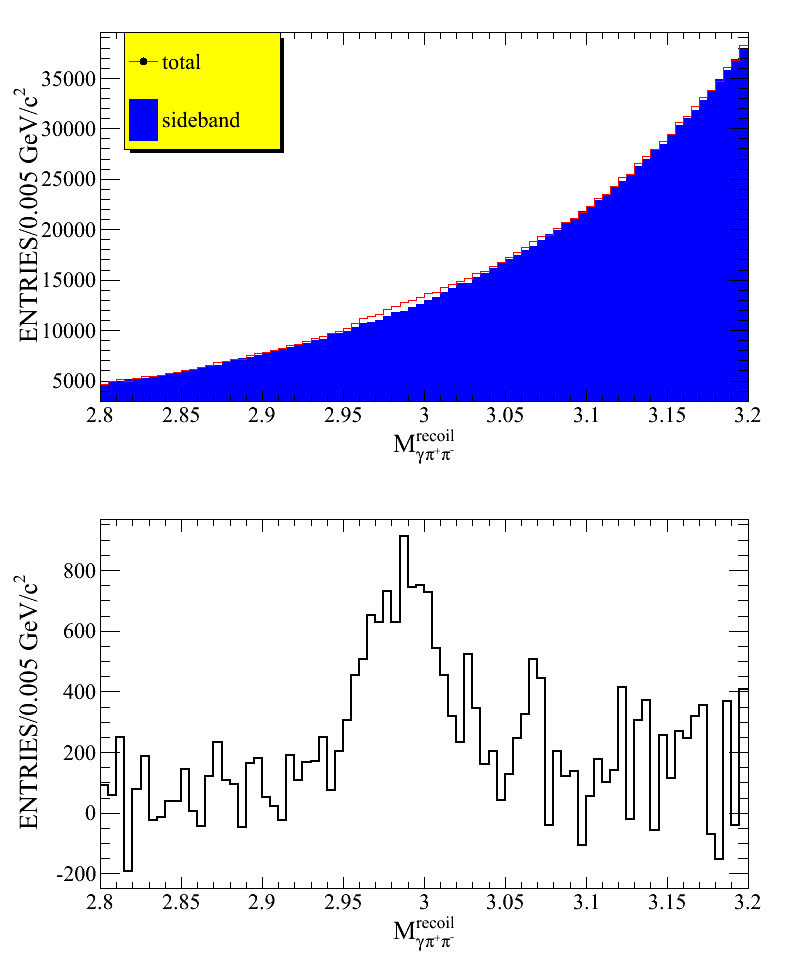 total
sideband
ENTRIES/0.005 GeV/c²
35000
30000
25000
20000
15000
10000
5000
2.8 2.85 2.9 2.95 3 3.05 3.1 3.15 3.2
M^recoil_γπ⁺π⁻
ENTRIES/0.005 GeV/c²
800
600
400
200
0
-200
2.8 2.85 2.9 2.95 3 3.05 3.1 3.15 3.2
M^recoil_γπ⁺π⁻